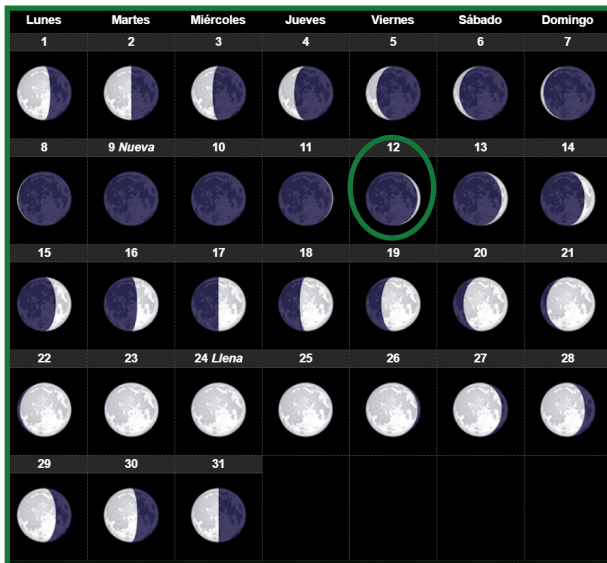 Lunes Martes Miércoles Jueves Viernes Sábado Domingo
1 2 3 4 5 6 7
8 9 Nueva 10 11 12 13 14
15 16 17 18 19 20 21
22 23 24 Llena 25 26 27 28
29 30 31